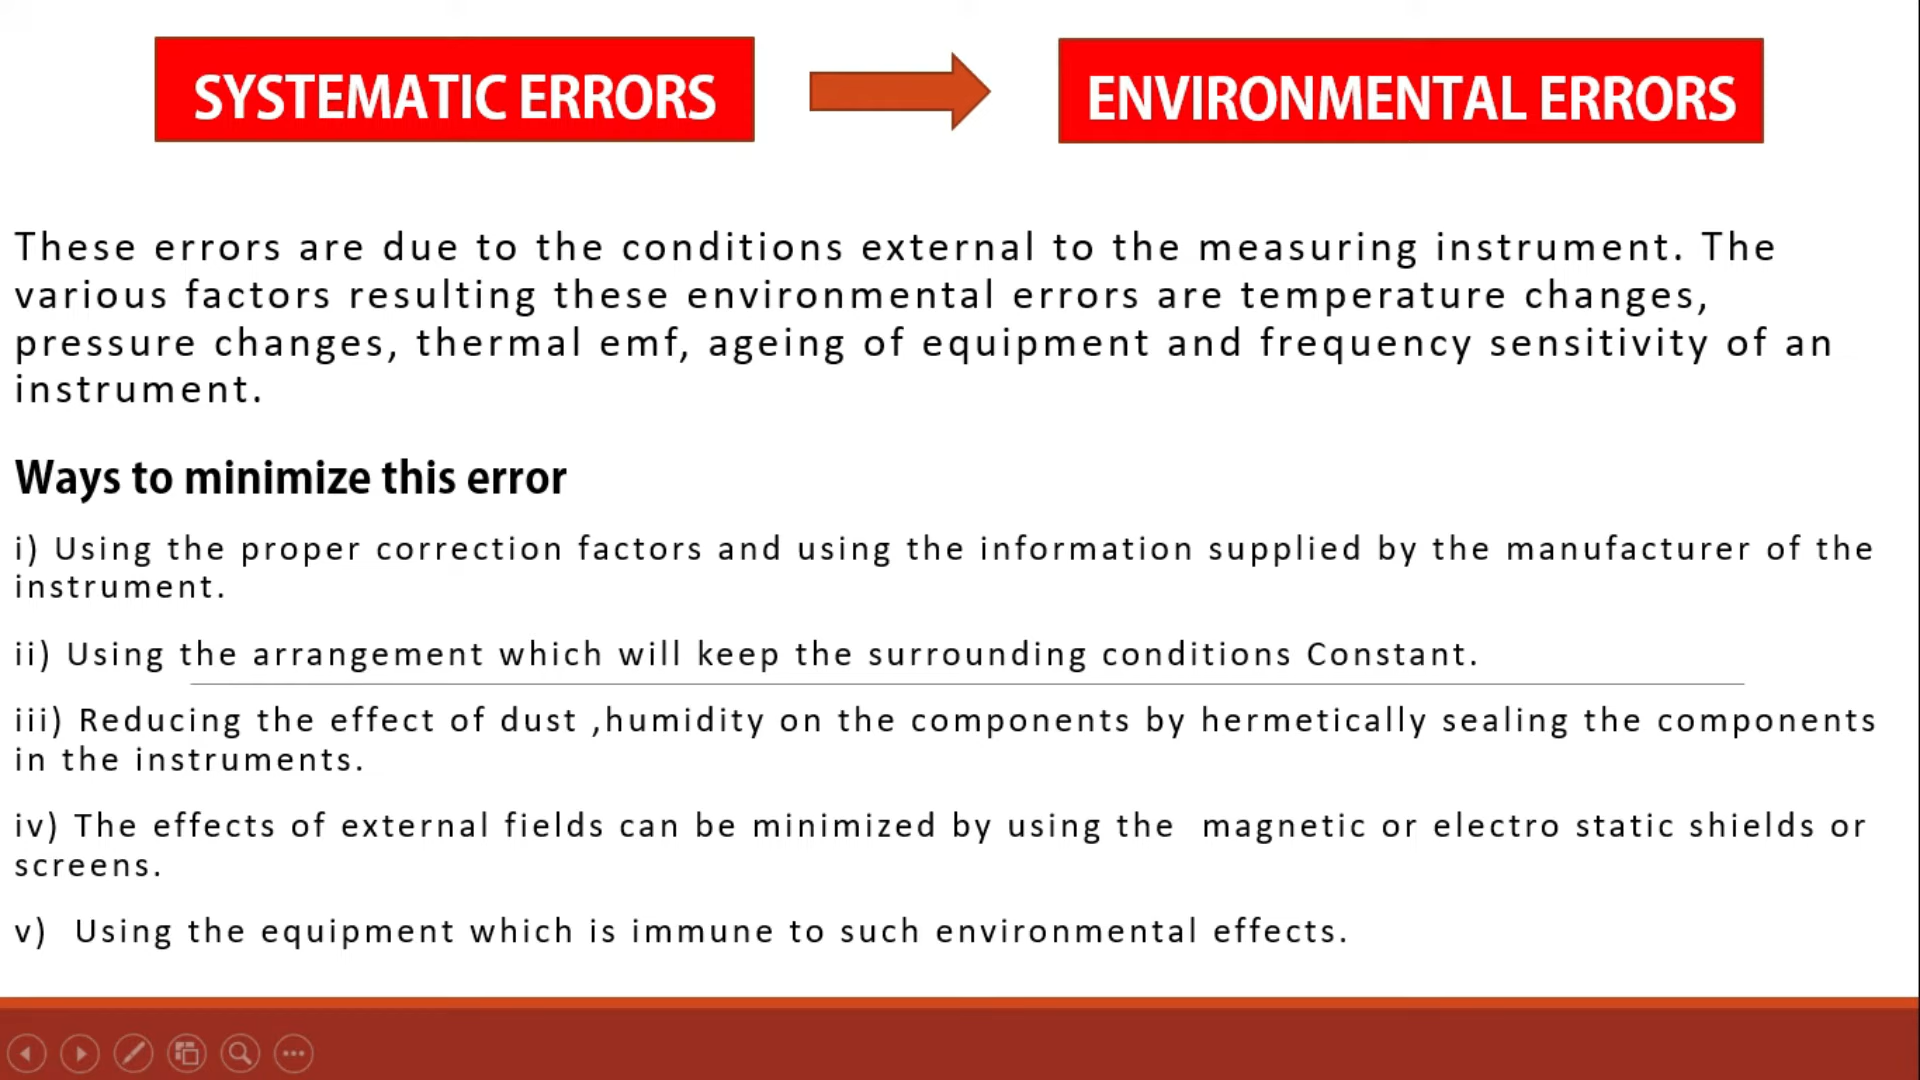 SYSTEMATIC ERRORS
ENVIRONMENTAL ERRORS
These errors are due to the conditions external to the measuring instrument. The
various factors resulting these environmental errors are temperature changes,
pressure changes, thermal emf, ageing of equipment and frequency sensitivity of an
instrument.
Ways to minimize this error
i) Using the proper correction factors and using the information supplied by the manufacturer of the
instrument.
ii) Using the arrangement which will keep the surrounding conditions Constant.
iii) Reducing the effect of dust ,humidity on the components by hermetically sealing the components
in the instruments.
iv) The effects of external fields can be minimized by using the  magnetic or electro static shields or
screens.
v)  Using the equipment which is immune to such environmental effects.